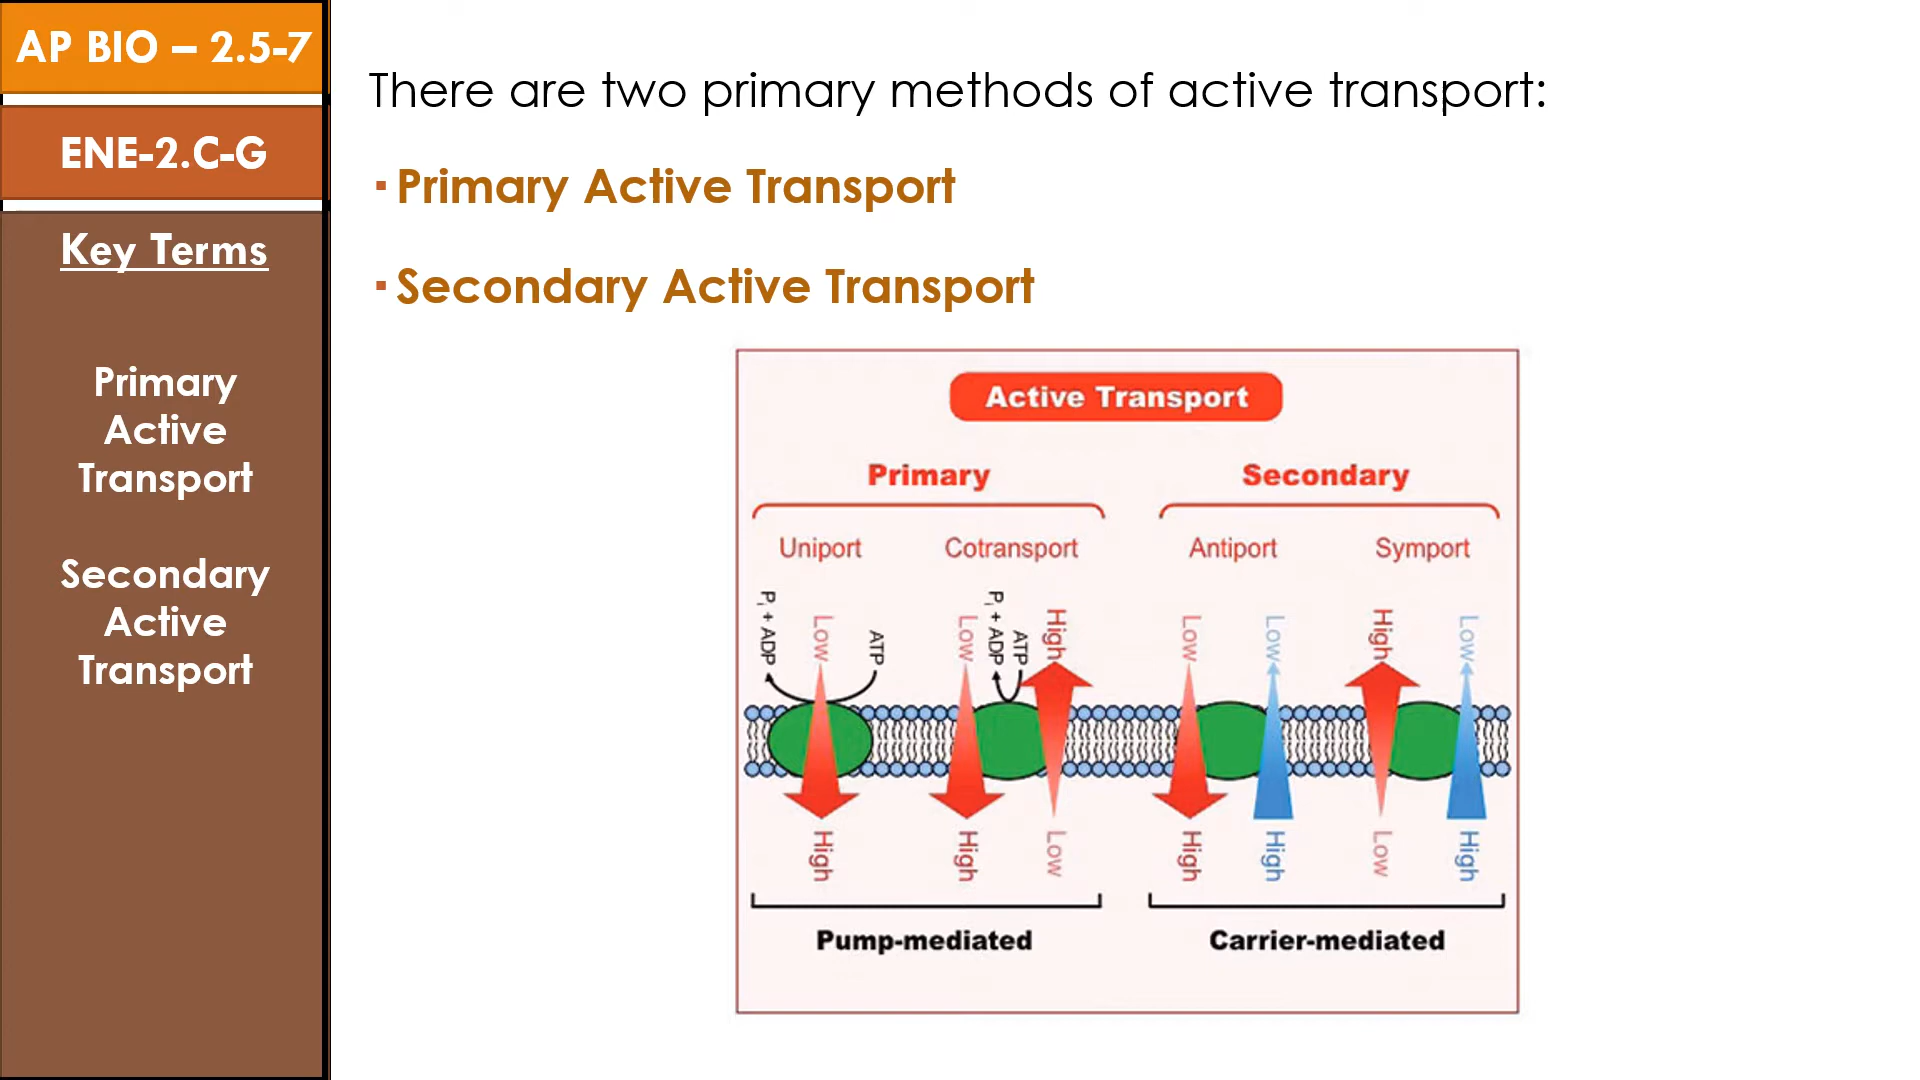 AP BIO – 2.5-7
ENE-2.C-G
Key Terms
Primary
Active
Transport
Secondary
Active
Transport
There are two primary methods of active transport:
▪ Primary Active Transport
▪ Secondary Active Transport
Active Transport
Primary
Secondary
Uniport
Cotransport
Antiport
Symport
Pi + ADP
Low
ATP
Low
Pi + ADP
ATP
High
Low
Low
High
Low
High
High
Low
High
High
Low
High
Pump-mediated
Carrier-mediated